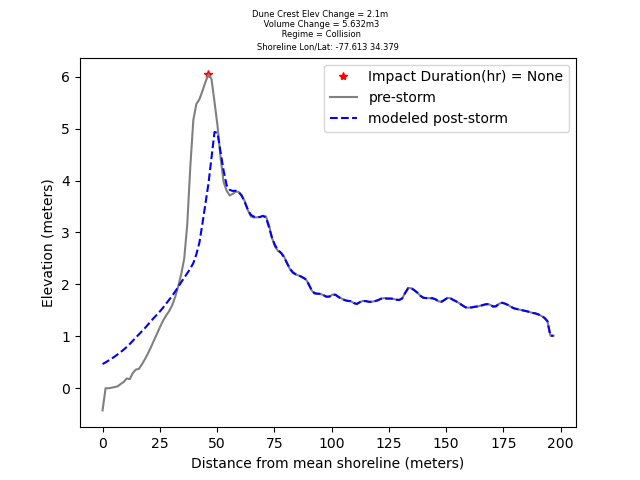 Dune Crest Elev Change = 2.1m
Volume Change = 5.632m3
Regime = Collision
Shoreline Lon/Lat: -77.613 34.379
Impact Duration(hr) = None
pre-storm
modeled post-storm
Elevation (meters)
6
5
4
3
2
1
0
0 25 50 75 100 125 150 175 200
Distance from mean shoreline (meters)